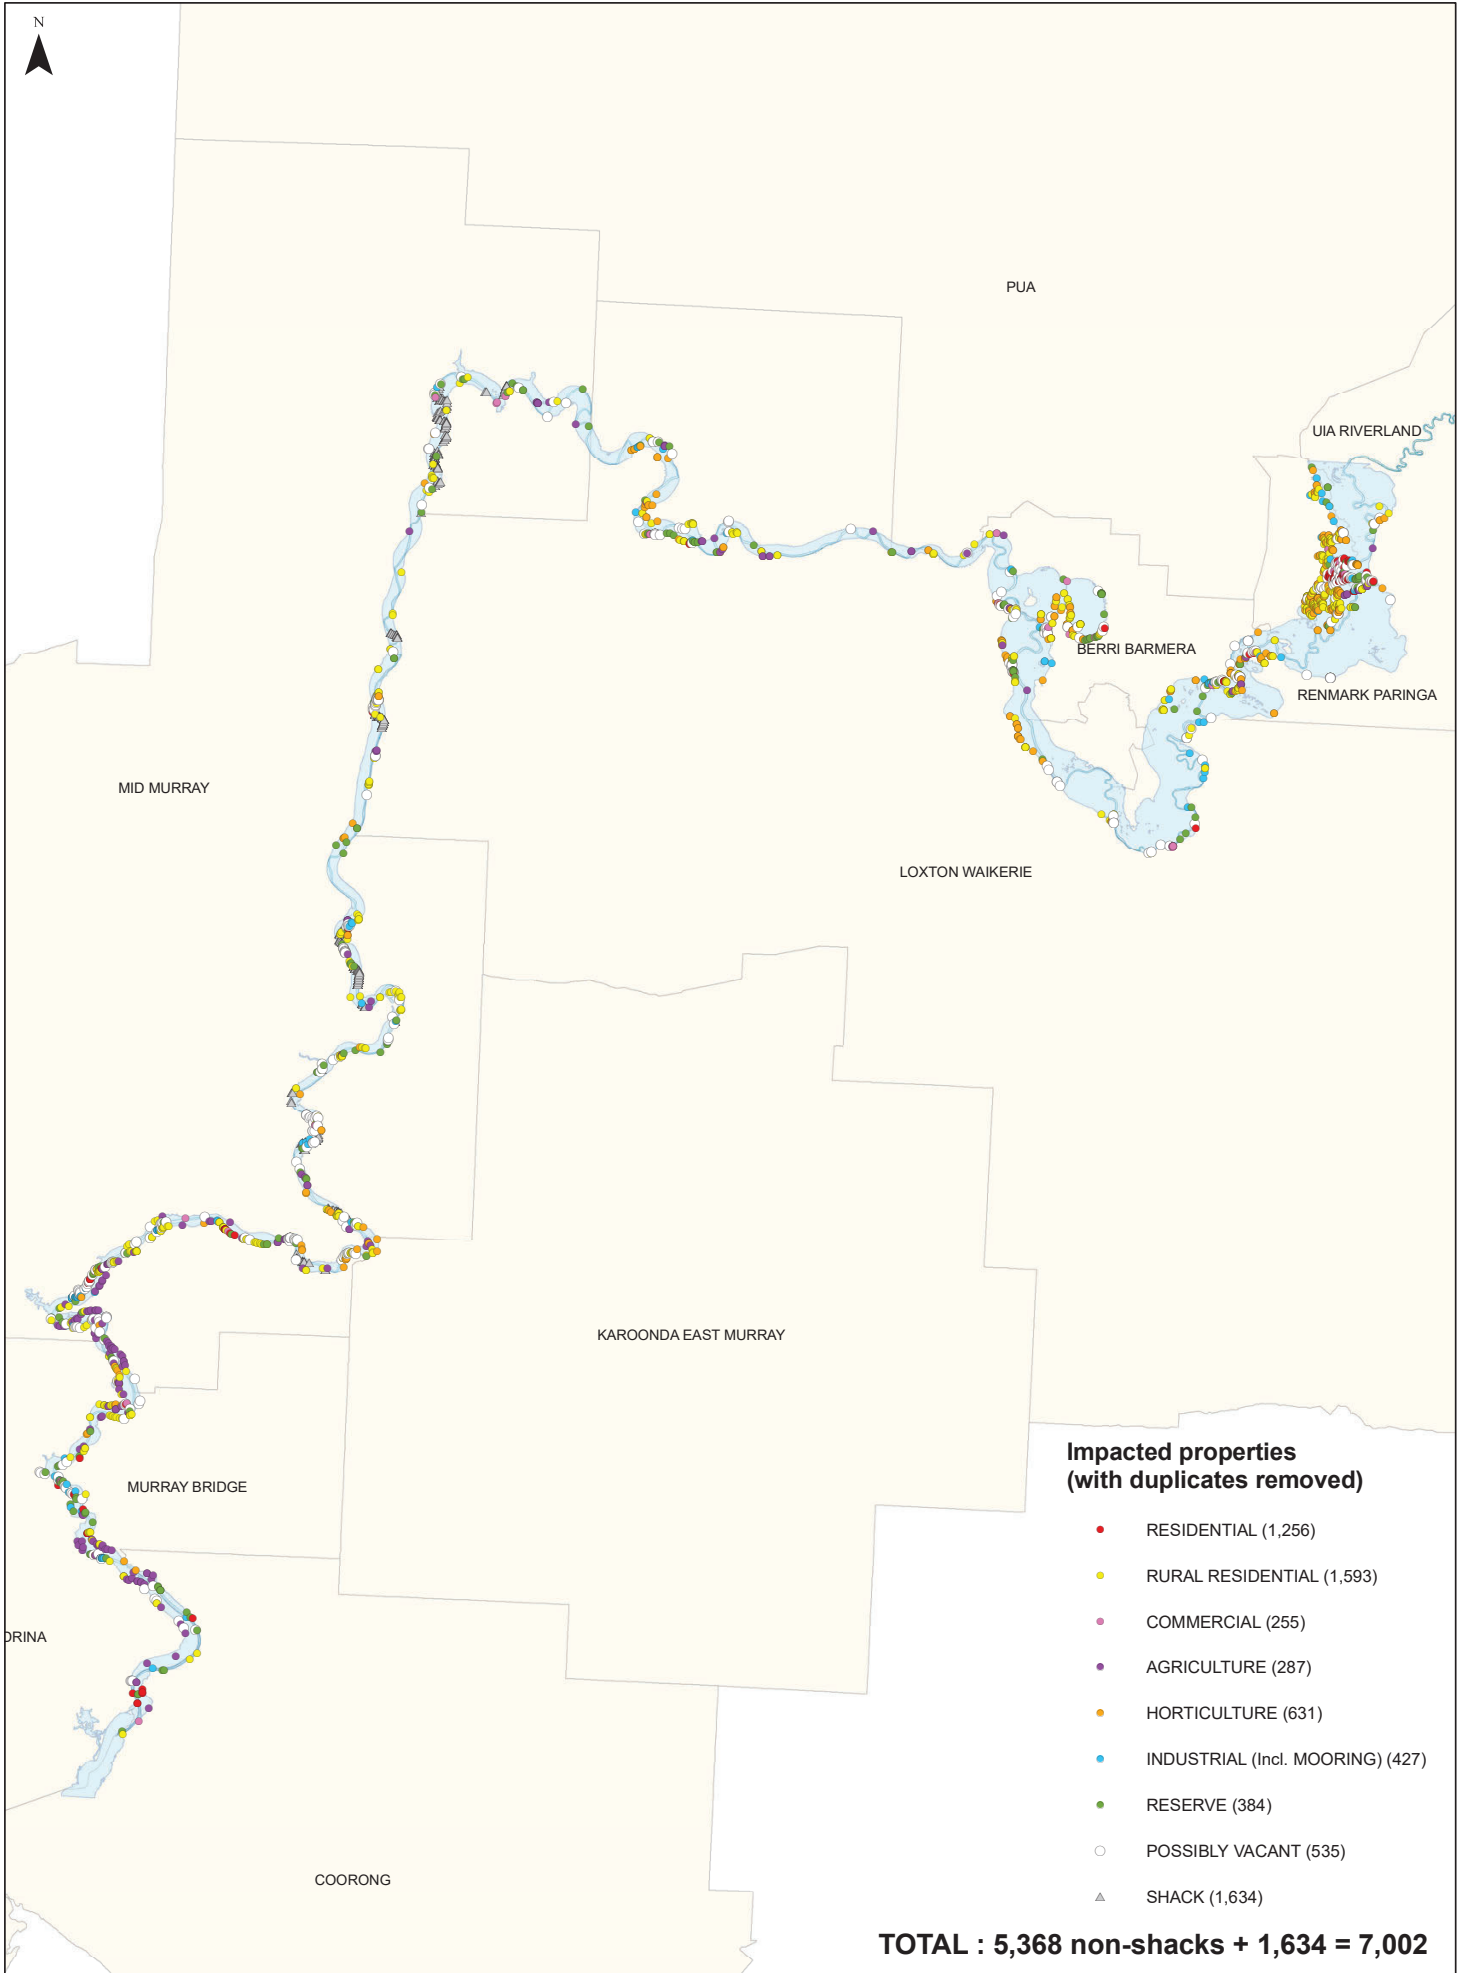 N
PUA
UIA RIVERLAND
BERRI BARMERA
RENMARK PARINGA
MID MURRAY
LOXTON WAIKERIE
KAROONDA EAST MURRAY
MURRAY BRIDGE
DRINA
COORONG
Impacted properties
(with duplicates removed)
RESIDENTIAL (1,256)
RURAL RESIDENTIAL (1,593)
COMMERCIAL (255)
AGRICULTURE (287)
HORTICULTURE (631)
INDUSTRIAL (Incl. MOORING) (427)
RESERVE (384)
POSSIBLY VACANT (535)
SHACK (1,634)
TOTAL : 5,368 non-shacks + 1,634 = 7,002